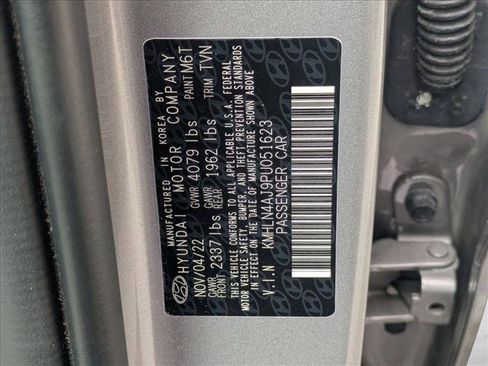 MANUFACTURED IN KOREA BY
HYUNDAI MOTOR COMPANY
NOV/04/22 GVWR 4079 lbs PAINT M6T
GAWR FRONT 2337 lbs GAWR REAR 1962 lbs TRIM TVN
THIS VEHICLE CONFORMS TO ALL APPLICABLE U.S.A. FEDERAL
MOTOR VEHICLE SAFETY, BUMPER, AND THEFT PREVENTION STANDARDS
IN EFFECT ON THE DATE OF MANUFACTURE SHOWN ABOVE.
V.I.N KMHLN4AJ9PU051623
PASSENGER CAR